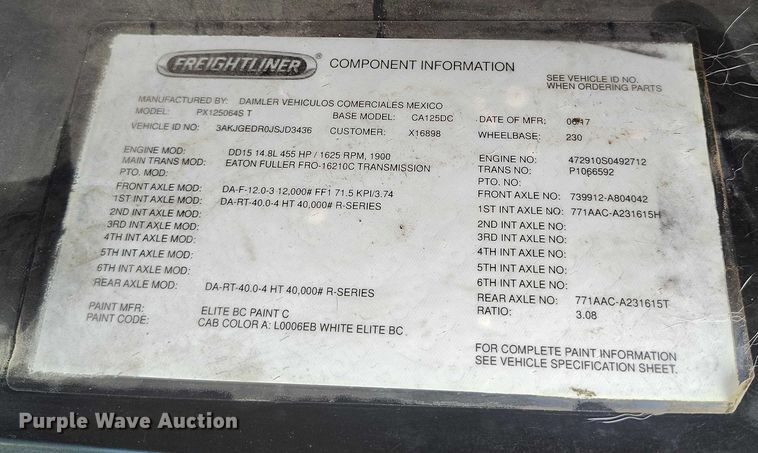 FREIGHTLINER ® COMPONENT INFORMATION
SEE VEHICLE ID NO.
WHEN ORDERING PARTS
MANUFACTURED BY: DAIMLER VEHICULOS COMERCIALES MEXICO
MODEL: PX125064S T BASE MODEL: CA125DC DATE OF MFR: 06-17
VEHICLE ID NO: 3AKJGEDR0JSJD3436 CUSTOMER: X16898 WHEELBASE: 230
ENGINE MOD: DD15 14.8L 455 HP / 1625 RPM, 1900 ENGINE NO: 472910S0492712
MAIN TRANS MOD: EATON FULLER FRO-16210C TRANSMISSION TRANS NO: P1066592
PTO. MOD: PTO. NO:
FRONT AXLE MOD: DA-F-12.0-3 12,000# FF1 71.5 KPI/3.74 FRONT AXLE NO: 739912-A804042
1ST INT AXLE MOD: DA-RT-40.0-4 HT 40,000# R-SERIES 1ST INT AXLE NO: 771AAC-A231615H
2ND INT AXLE MOD: 2ND INT AXLE NO:
3RD INT AXLE MOD: 3RD INT AXLE NO:
4TH INT AXLE MOD: 4TH INT AXLE NO:
5TH INT AXLE MOD: 5TH INT AXLE NO:
6TH INT AXLE MOD: 6TH INT AXLE NO:
REAR AXLE MOD: DA-RT-40.0-4 HT 40,000# R-SERIES REAR AXLE NO: 771AAC-A231615T
RATIO: 3.08
PAINT MFR: ELITE BC PAINT C
PAINT CODE: CAB COLOR A: L0006EB WHITE ELITE BC
FOR COMPLETE PAINT INFORMATION
SEE VEHICLE SPECIFICATION SHEET.
Purple Wave Auction